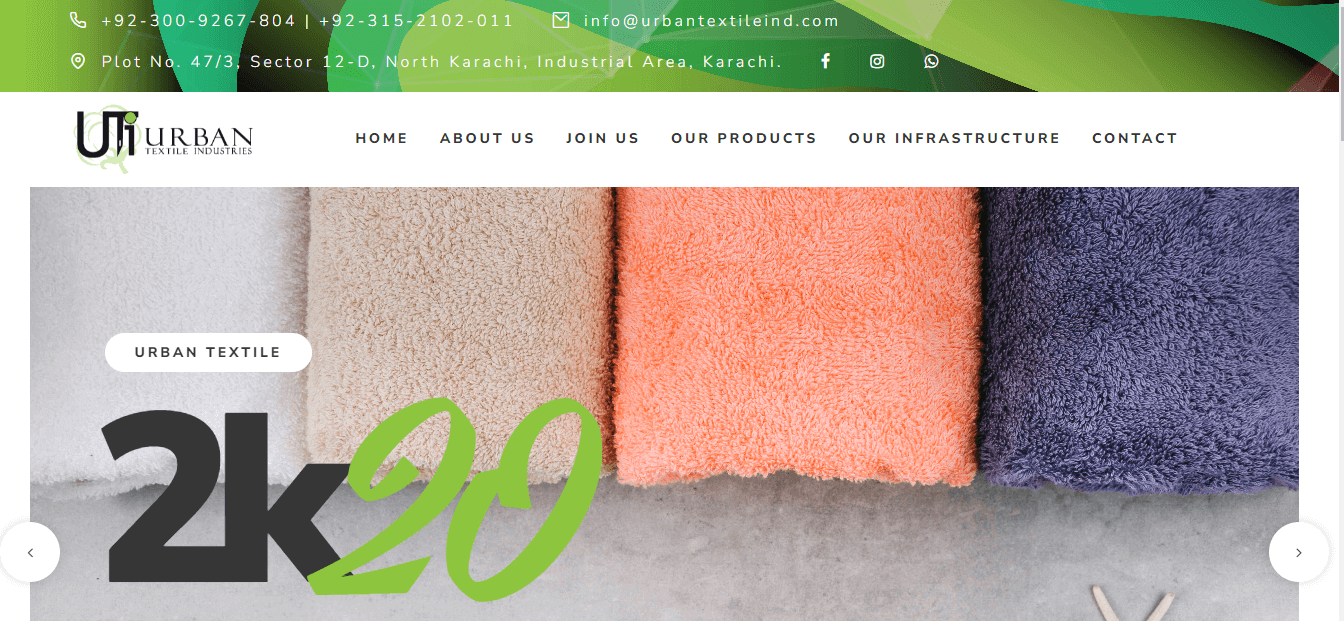 +92-300-9267-804 | +92-315-2102-011 info@urbantextileind.com
Plot No. 47/3, Sector 12-D, North Karachi, Industrial Area, Karachi.
UTi URBAN
TEXTILE INDUSTRIES
HOME ABOUT US JOIN US OUR PRODUCTS OUR INFRASTRUCTURE CONTACT
URBAN TEXTILE
2k20